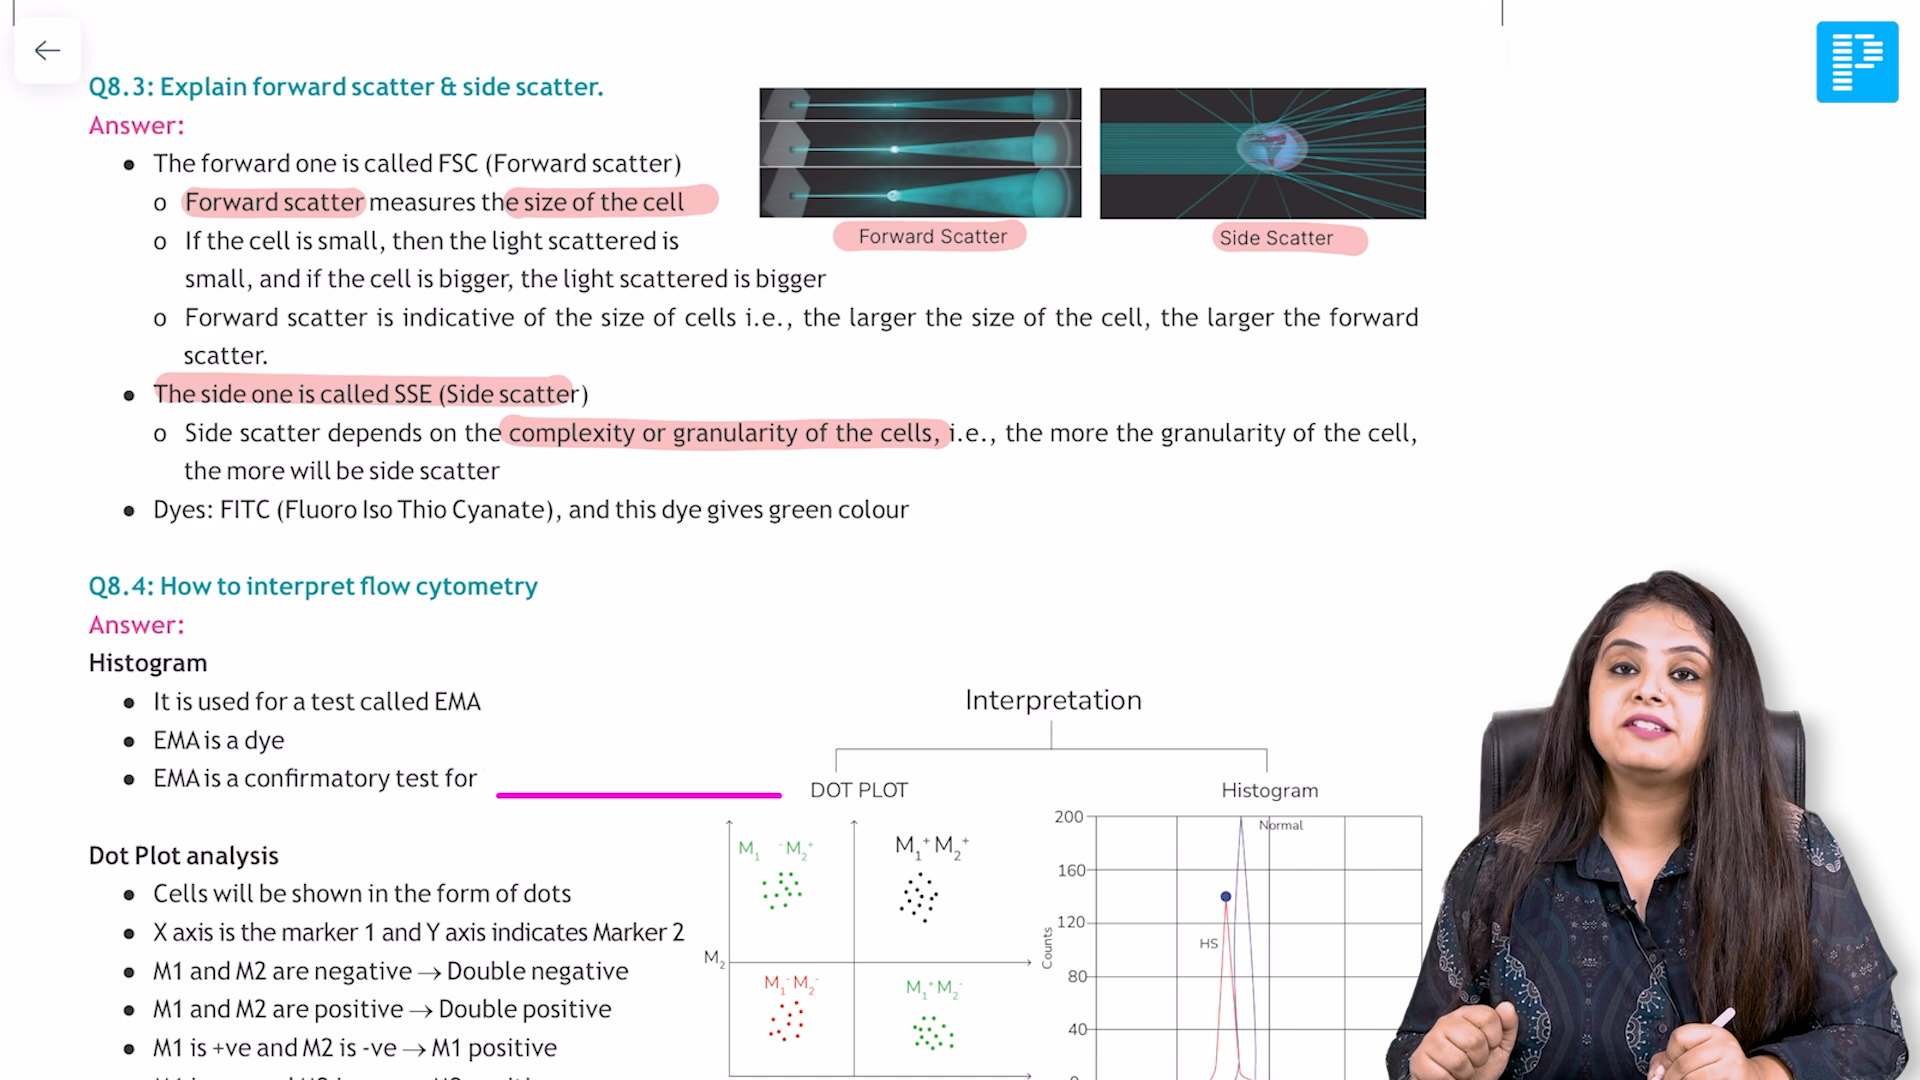 Q8.3: Explain forward scatter & side scatter.
Answer:
● The forward one is called FSC (Forward scatter)
o Forward scatter measures the size of the cell
o If the cell is small, then the light scattered is
small, and if the cell is bigger, the light scattered is bigger
o Forward scatter is indicative of the size of cells i.e., the larger the size of the cell, the larger the forward
scatter.
● The side one is called SSE (Side scatter)
o Side scatter depends on the complexity or granularity of the cells, i.e., the more the granularity of the cell,
the more will be side scatter
● Dyes: FITC (Fluoro Iso Thio Cyanate), and this dye gives green colour
Forward Scatter
Side Scatter
Q8.4: How to interpret flow cytometry
Answer:
Histogram
● It is used for a test called EMA
● EMA is a dye
● EMA is a confirmatory test for
Dot Plot analysis
● Cells will be shown in the form of dots
● X axis is the marker 1 and Y axis indicates Marker 2
● M1 and M2 are negative → Double negative
● M1 and M2 are positive → Double positive
● M1 is +ve and M2 is -ve → M1 positive
Interpretation
DOT PLOT
M₁⁻M₂⁺
M₁⁺M₂⁺
M₂
M₁⁻M₂⁻
M₁⁺M₂⁻
Histogram
200
160
120
80
40
0
Counts
Normal
HS
P